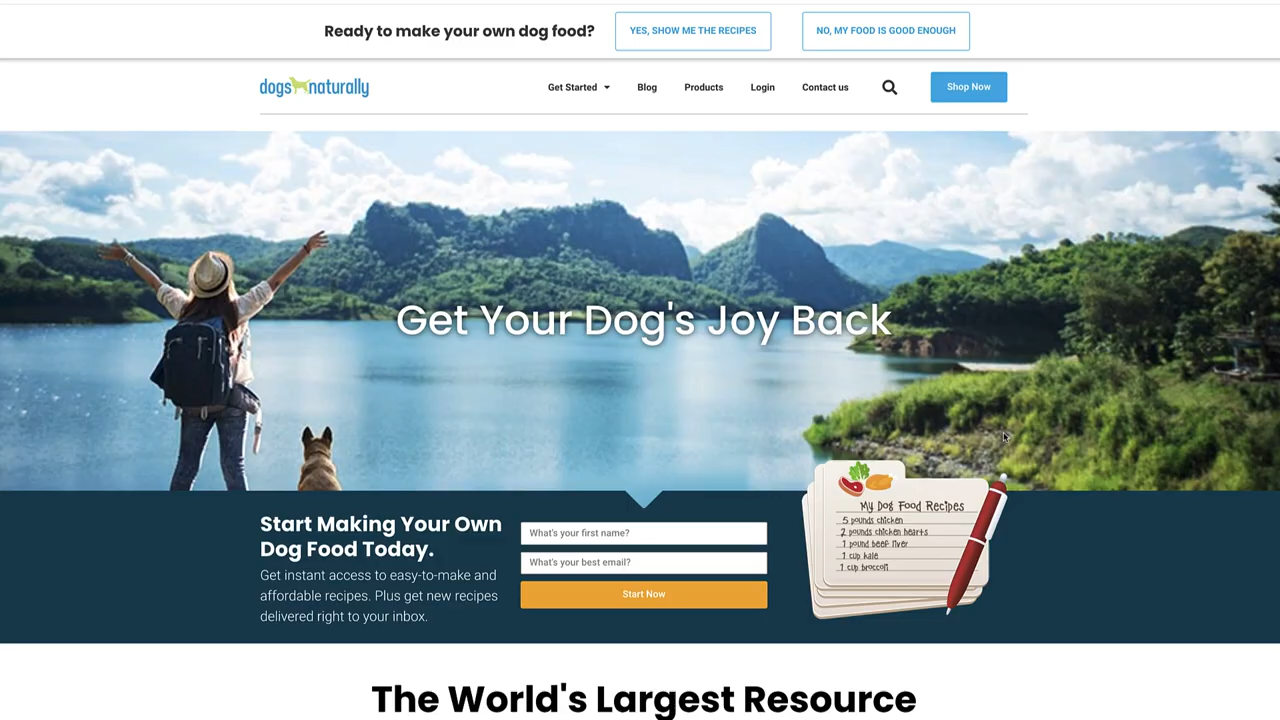 Ready to make your own dog food?
YES, SHOW ME THE RECIPES
NO, MY FOOD IS GOOD ENOUGH
dogs naturally
Get Started
Blog
Products
Login
Contact us
Shop Now
Get Your Dog's Joy Back
Start Making Your Own
Dog Food Today.
Get instant access to easy-to-make and
affordable recipes. Plus get new recipes
delivered right to your inbox.
What's your first name?
What's your best email?
Start Now
My Dog Food Recipes
5 pounds chicken
2 pounds chicken hearts
1 pound beef liver
1 cup kale
1 cup broccoli
The World's Largest Resource